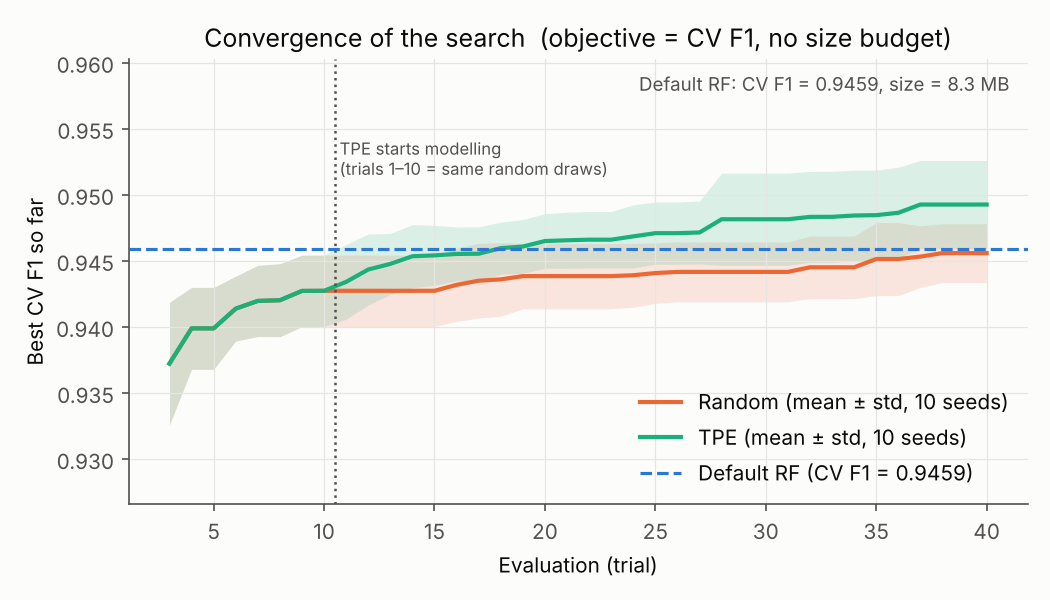 Convergence of the search (objective = CV F1, no size budget)
Default RF: CV F1 = 0.9459, size = 8.3 MB
TPE starts modelling
(trials 1–10 = same random draws)
Best CV F1 so far
0.960
0.955
0.950
0.945
0.940
0.935
0.930
Random (mean ± std, 10 seeds)
TPE (mean ± std, 10 seeds)
Default RF (CV F1 = 0.9459)
5 10 15 20 25 30 35 40
Evaluation (trial)